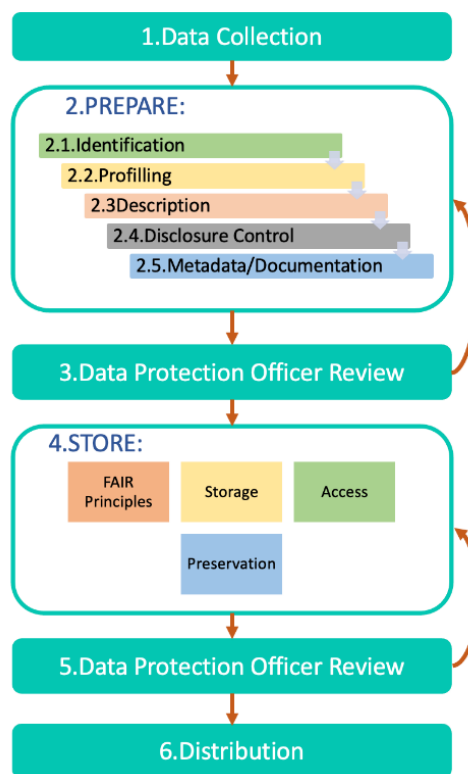 1.Data Collection
2.PREPARE:
2.1.Identification
2.2.Profilling
2.3Description
2.4.Disclosure Control
2.5.Metadata/Documentation
3.Data Protection Officer Review
4.STORE:
FAIR
Principles
Storage
Access
Preservation
5.Data Protection Officer Review
6.Distribution